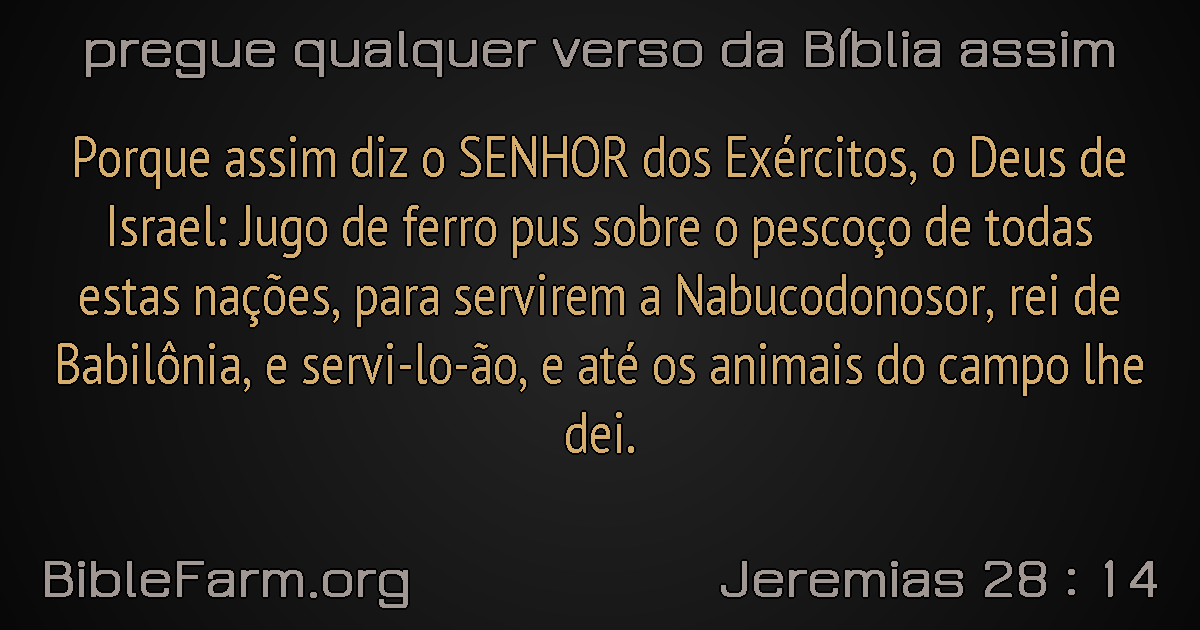 pregue qualquer verso da Bíblia assim
Porque assim diz o SENHOR dos Exércitos, o Deus de
Israel: Jugo de ferro pus sobre o pescoço de todas
estas nações, para servirem a Nabucodonosor, rei de
Babilônia, e servi-lo-ão, e até os animais do campo lhe
dei.
BibleFarm.org
Jeremias 28 : 14